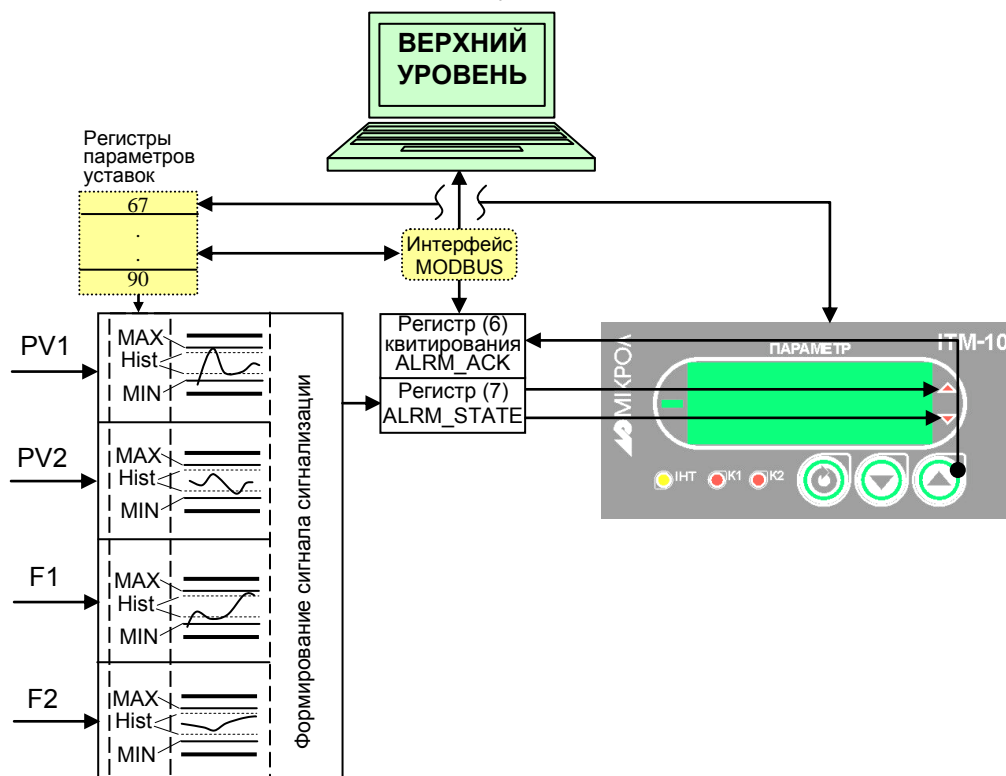 ВЕРХНИЙ
УРОВЕНЬ
Регистры
параметров
уставок
67
.
.
90
Интерфейс
MODBUS
Регистр (6)
квитирования
ALRM_ACK
Регистр (7)
ALRM_STATE
PV1
MAX
Hist
MIN
PV2
MAX
Hist
MIN
F1
MAX
Hist
MIN
F2
MAX
Hist
MIN
Формирование сигнала сигнализации
МІКРОЛ
ПАРАМЕТР
ITM-10
ІНТ
К1
К2